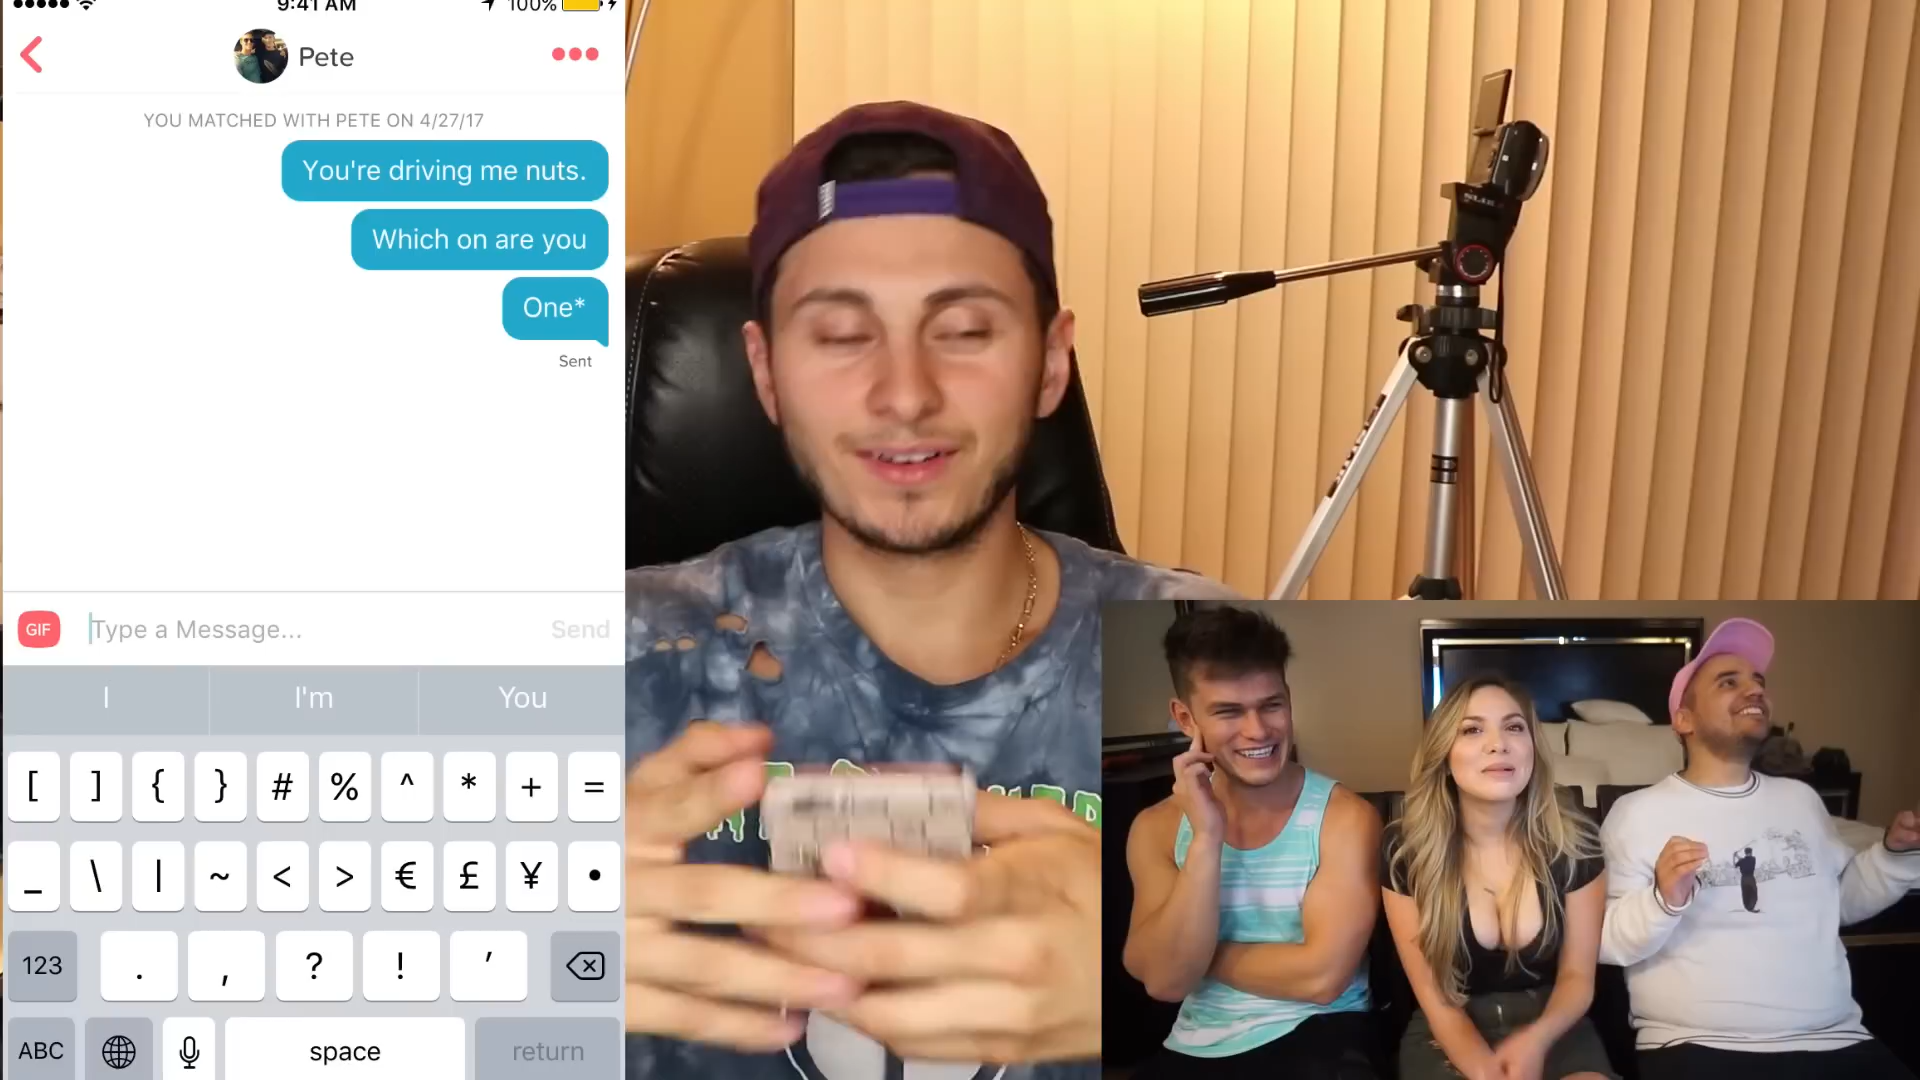 9:41 AM
100%
Pete
YOU MATCHED WITH PETE ON 4/27/17
You're driving me nuts.
Which on are you
One*
Sent
GIF
Type a Message...
Send
I
I'm
You
[ ] { } # % ^ * + =
_ \ | ~ < > € £ ¥ •
123 . , ? ! ’
ABC space return